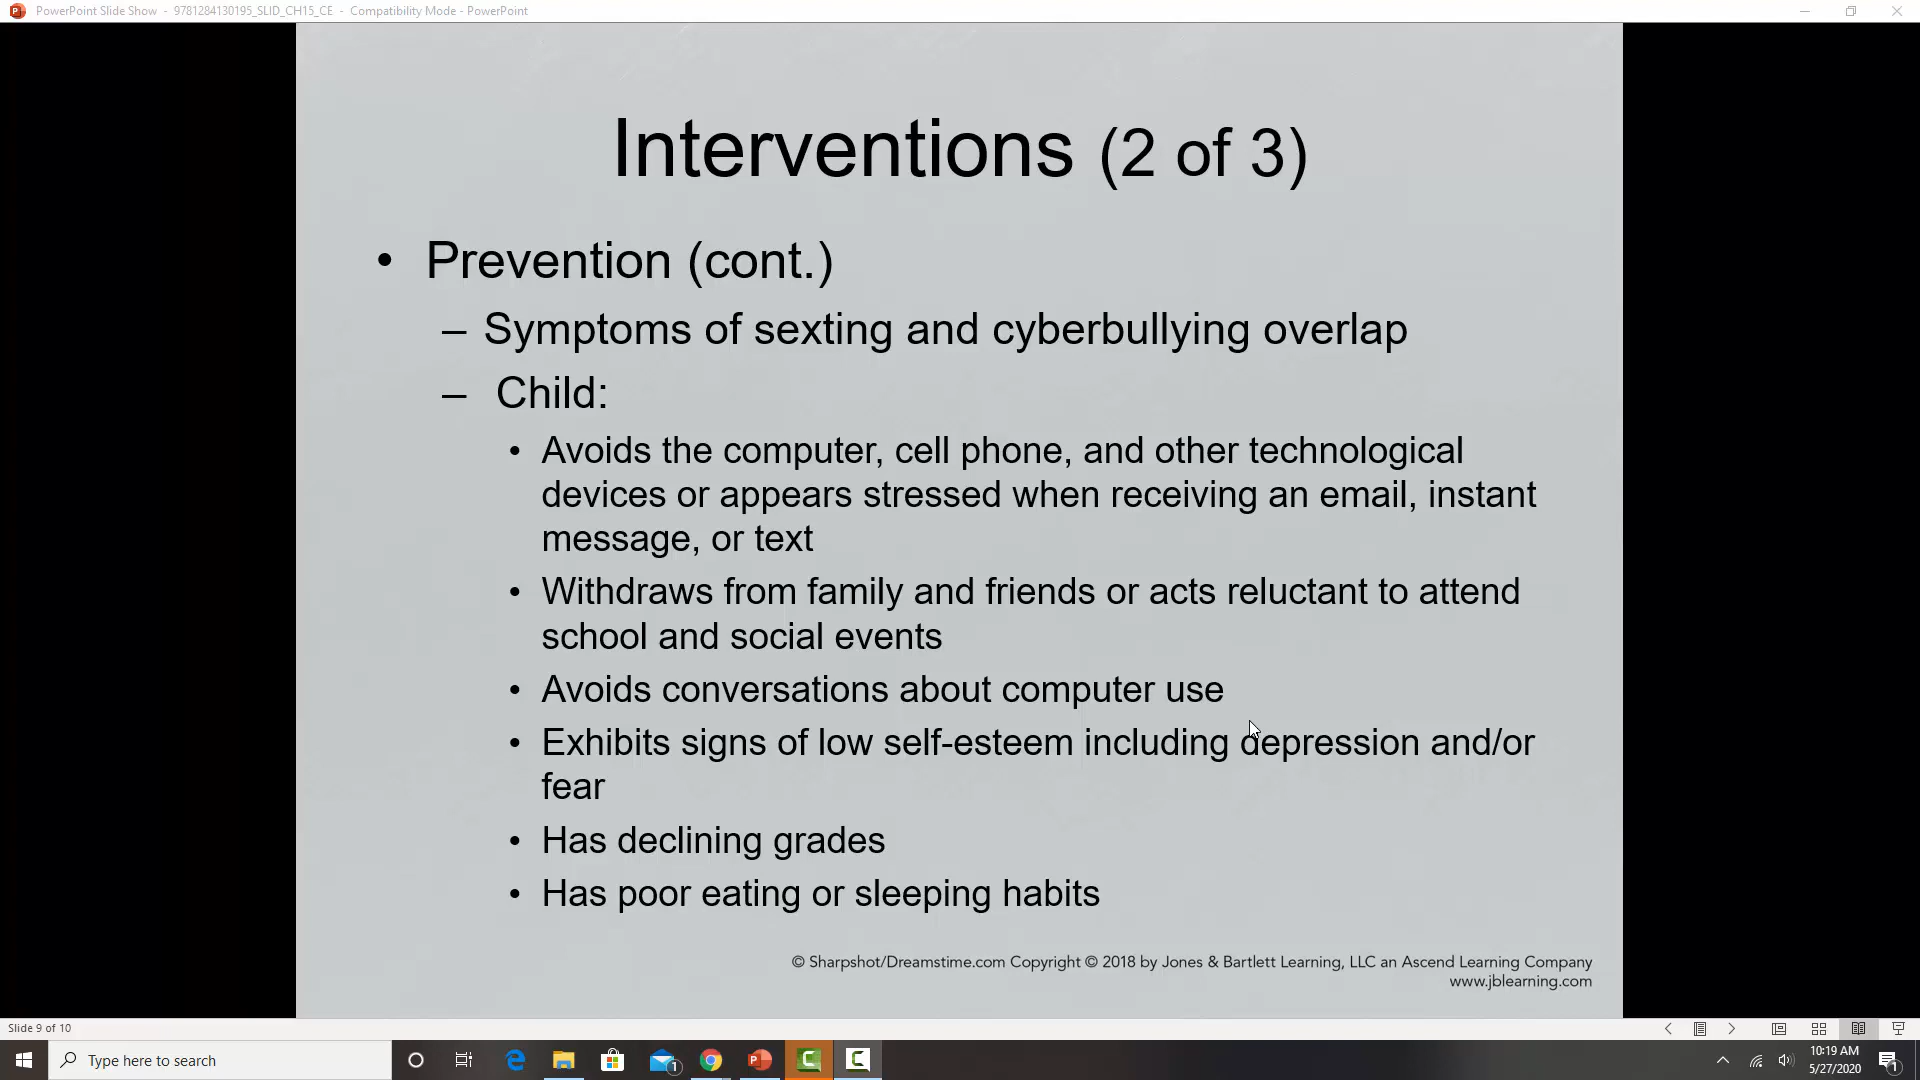 PowerPoint Slide Show - 9781284130195_SLID_CH15_CE - Compatibility Mode - PowerPoint
Interventions (2 of 3)
• Prevention (cont.)
– Symptoms of sexting and cyberbullying overlap
– Child:
• Avoids the computer, cell phone, and other technological
devices or appears stressed when receiving an email, instant
message, or text
• Withdraws from family and friends or acts reluctant to attend
school and social events
• Avoids conversations about computer use
• Exhibits signs of low self-esteem including depression and/or
fear
• Has declining grades
• Has poor eating or sleeping habits
© Sharpshot/Dreamstime.com Copyright © 2018 by Jones & Bartlett Learning, LLC an Ascend Learning Company
www.jblearning.com
Slide 9 of 10
Type here to search
10:19 AM
5/27/2020